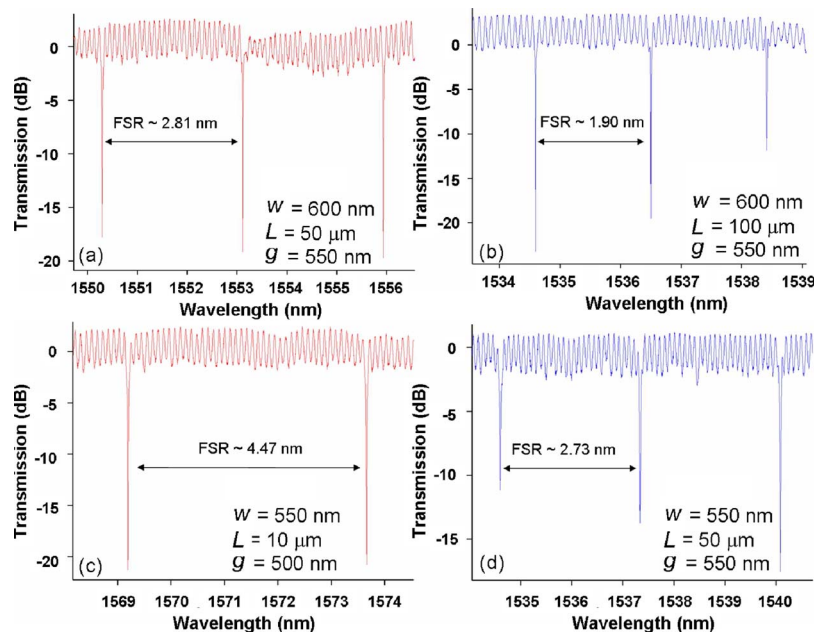 Transmission (dB)
0
-5
-10
-15
-20
FSR ~ 2.81 nm
w = 600 nm
L = 50 µm
g = 550 nm
(a)
1550 1551 1552 1553 1554 1555 1556
Wavelength (nm)
Transmission (dB)
0
-5
-10
-15
-20
FSR ~ 1.90 nm
w = 600 nm
L = 100 µm
g = 550 nm
(b)
1534 1535 1536 1537 1538 1539
Wavelength (nm)
Transmission (dB)
0
-5
-10
-15
-20
FSR ~ 4.47 nm
w = 550 nm
L = 10 µm
g = 500 nm
(c)
1569 1570 1571 1572 1573 1574
Wavelength (nm)
Transmission (dB)
0
-5
-10
-15
FSR ~ 2.73 nm
w = 550 nm
L = 50 µm
g = 550 nm
(d)
1535 1536 1537 1538 1539 1540
Wavelength (nm)